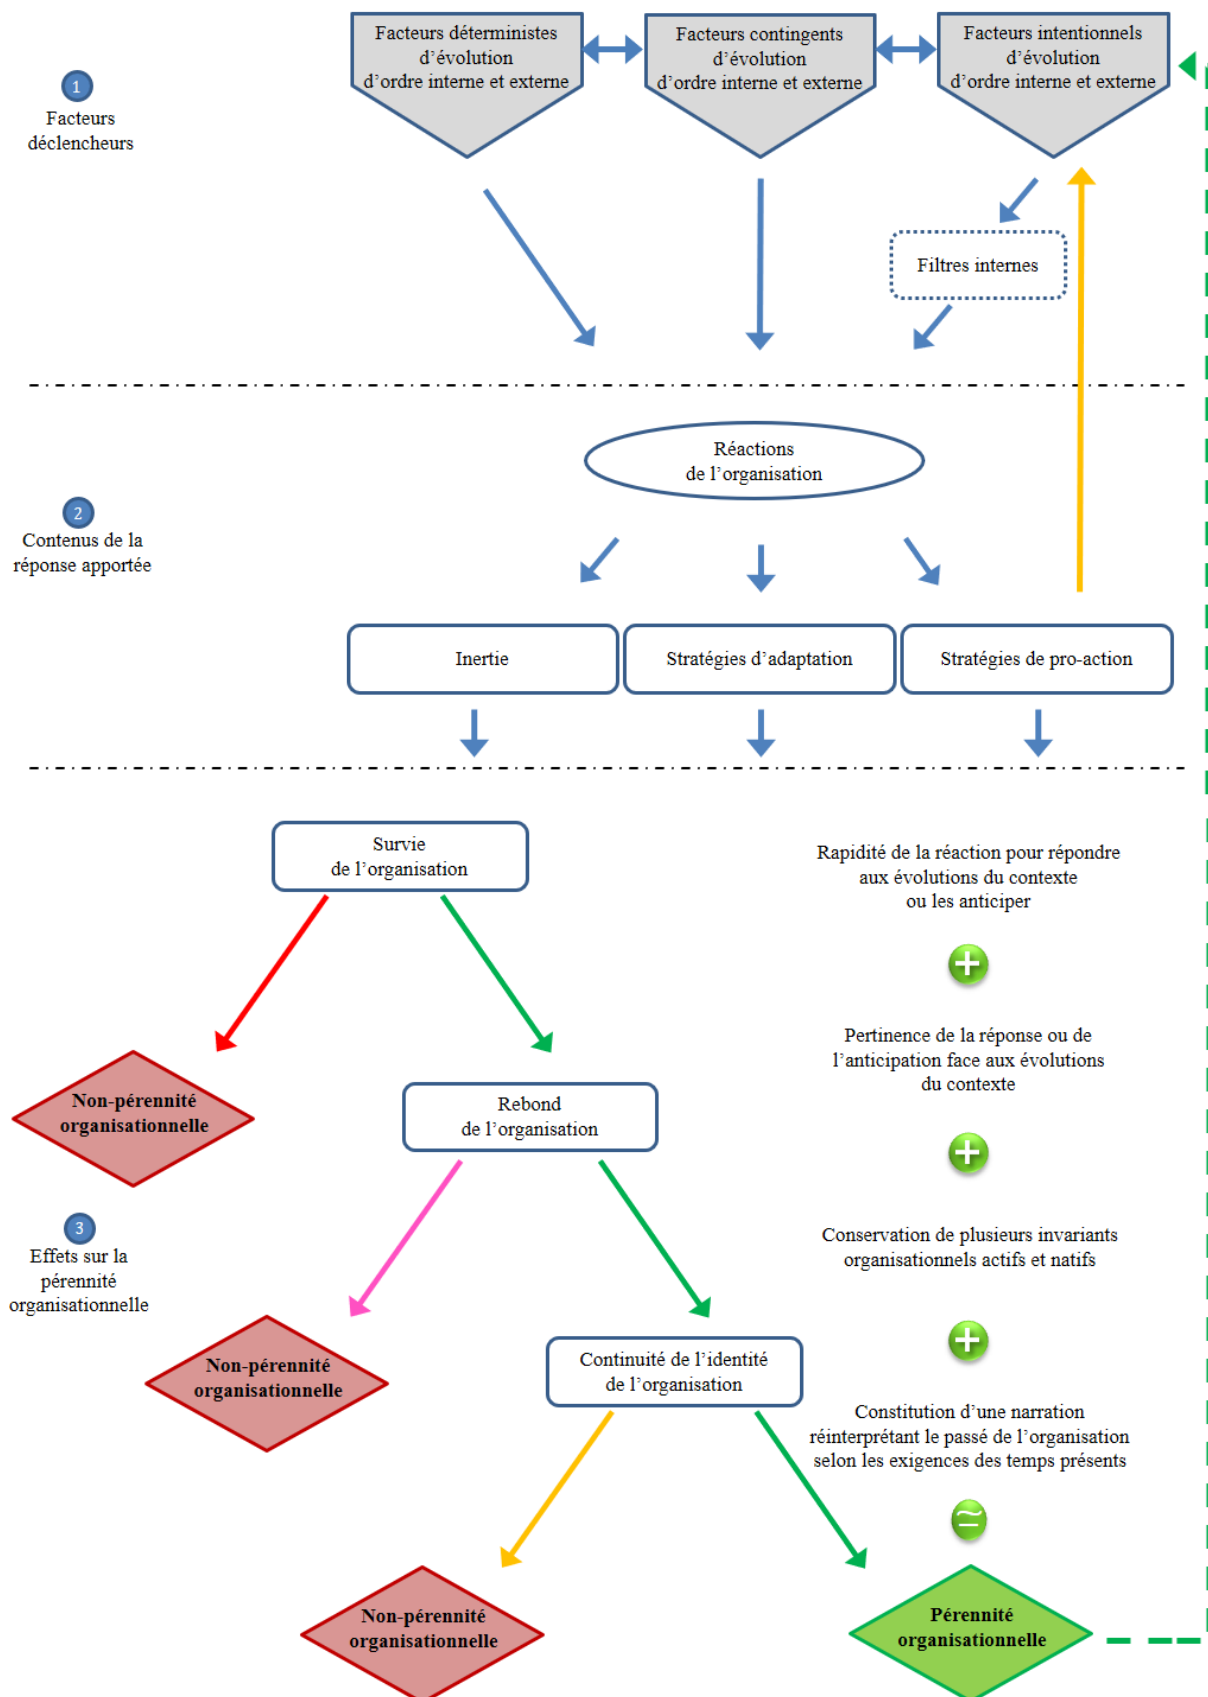 Facteurs déterministes
d’évolution
d’ordre interne et externe
Facteurs contingents
d’évolution
d’ordre interne et externe
Facteurs intentionnels
d’évolution
d’ordre interne et externe
1
Facteurs
déclencheurs
Filtres internes
Réactions
de l’organisation
2
Contenus de la
réponse apportée
Inertie
Stratégies d’adaptation
Stratégies de pro-action
Survie
de l’organisation
Rapidité de la réaction pour répondre
aux évolutions du contexte
ou les anticiper
+
Pertinence de la réponse ou de
l’anticipation face aux évolutions
du contexte
Non-pérennité
organisationnelle
Rebond
de l’organisation
+
3
Effets sur la
pérennité
organisationnelle
Conservation de plusieurs invariants
organisationnels actifs et natifs
+
Non-pérennité
organisationnelle
Continuité de l’identité
de l’organisation
Constitution d’une narration
réinterprétant le passé de l’organisation
selon les exigences des temps présents
≃
Non-pérennité
organisationnelle
Pérennité
organisationnelle